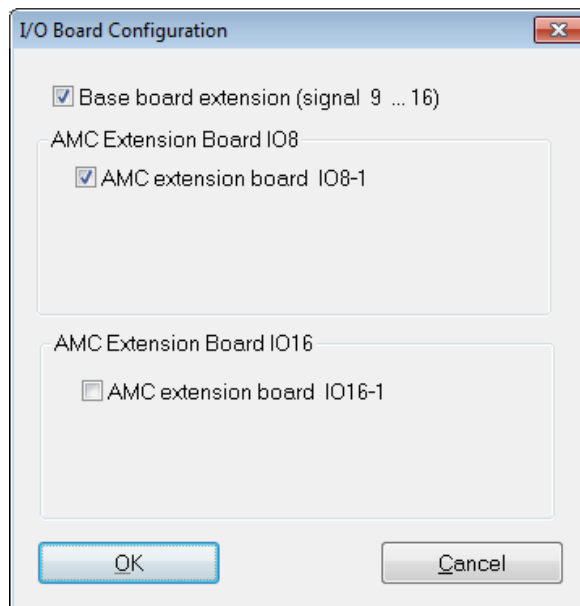 I/O Board Configuration
Base board extension (signal 9 ... 16)
AMC Extension Board IO8
AMC extension board IO8-1
AMC Extension Board IO16
AMC extension board IO16-1
OK
Cancel